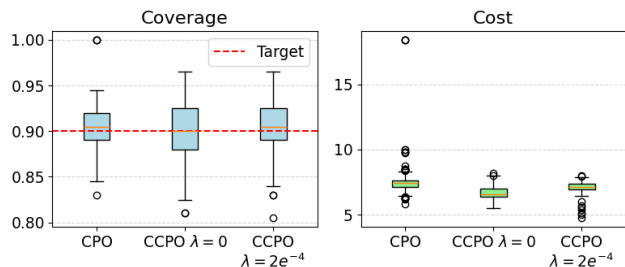 Coverage
Cost
1.00
0.95
0.90
0.85
0.80
Target
CPO
CCPO λ = 0
CCPO
λ = 2e⁻⁴
15
10
5
CPO
CCPO λ = 0
CCPO
λ = 2e⁻⁴